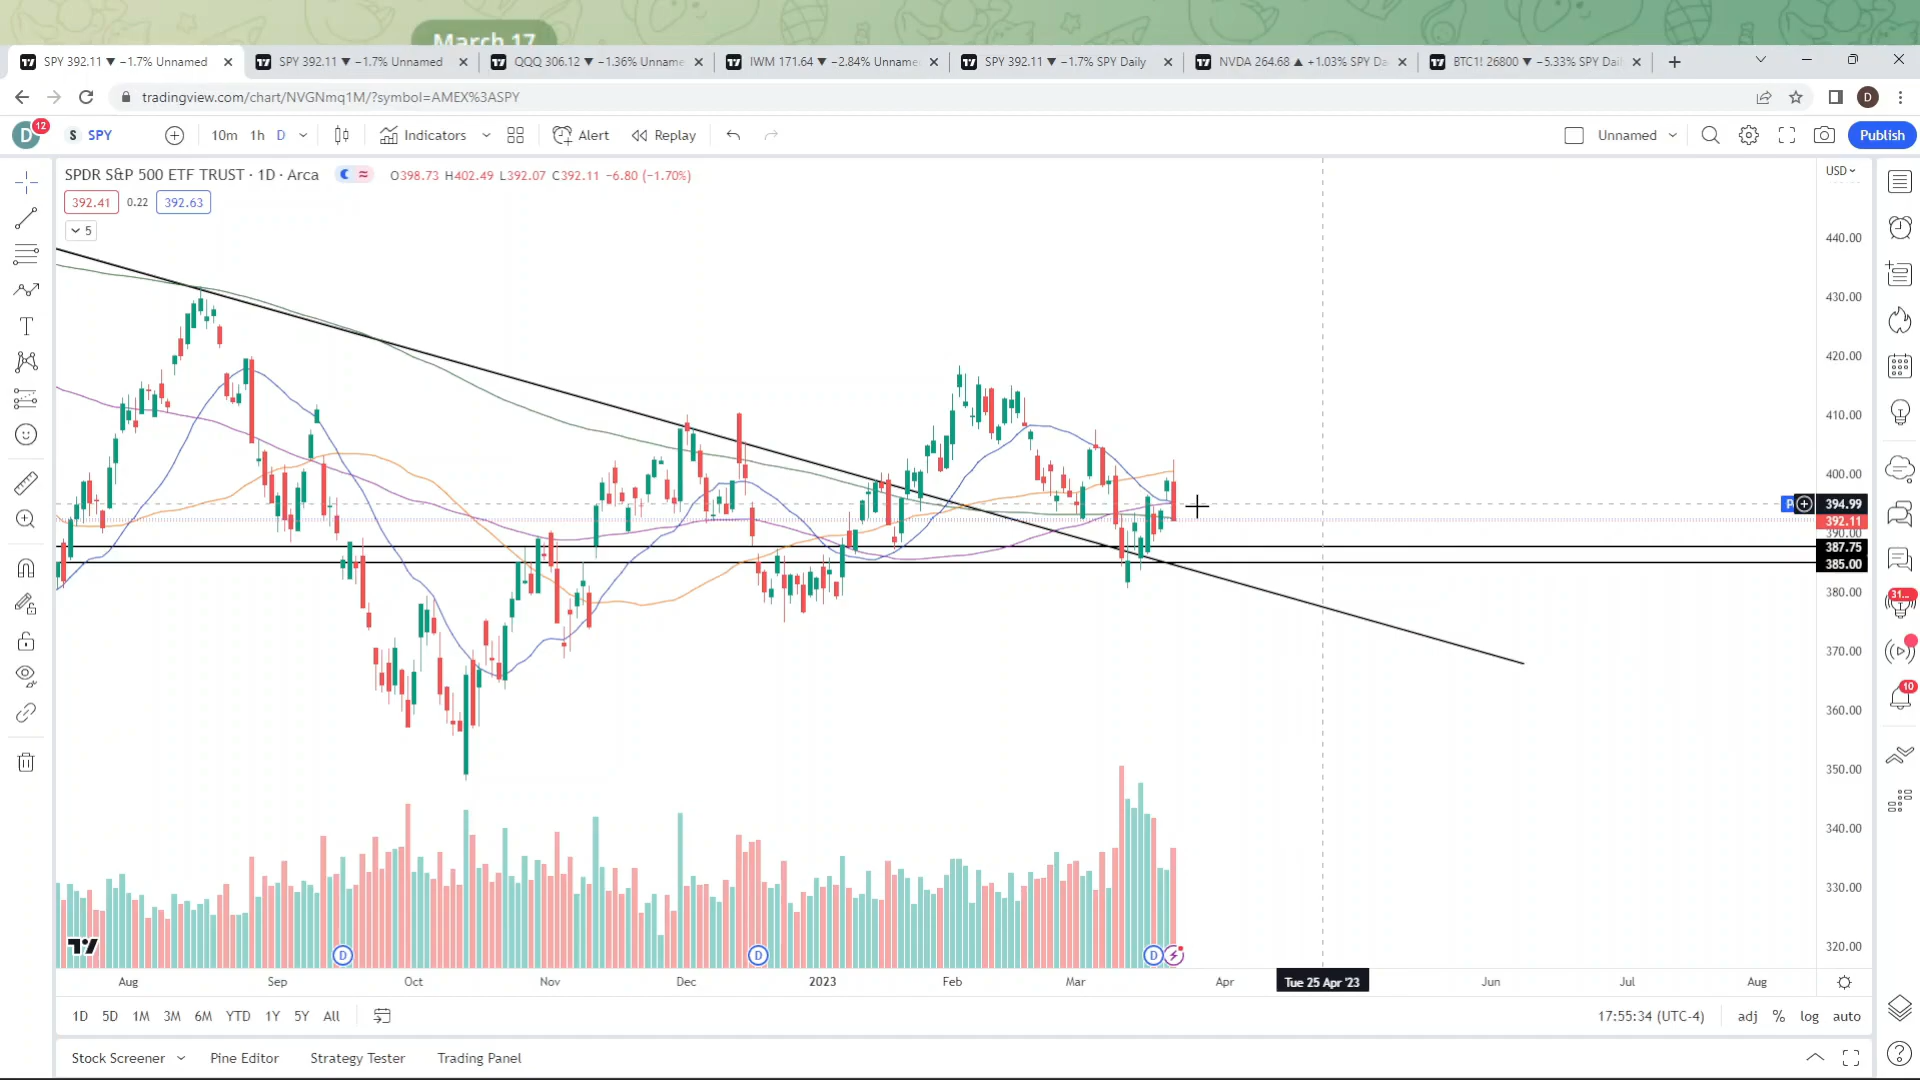 March 17
SPY 392.11 ▼ −1.7% Unnamed
SPY 392.11 ▼ −1.7% Unnamed
QQQ 306.12 ▼ −1.36% Unname
IWM 171.64 ▼ −2.84% Unname
SPY 392.11 ▼ −1.7% SPY Daily
NVDA 264.68 ▲ +1.03% SPY Da
BTC1! 26800 ▼ −5.33% SPY Dail
tradingview.com/chart/NVGNmq1M/?symbol=AMEX%3ASPY
D
D 12
S SPY
10m 1h D
Indicators
Alert
Replay
Unnamed
Publish
SPDR S&P 500 ETF TRUST · 1D · Arca
O398.73 H402.49 L392.07 C392.11 −6.80 (−1.70%)
USD
392.41 0.22 392.63
5
440.00
430.00
420.00
410.00
400.00
P 394.99
392.11
390.00
387.75
385.00
380.00
370.00
360.00
350.00
340.00
330.00
320.00
31...
10
D
D
D
Aug Sep Oct Nov Dec 2023 Feb Mar Apr Tue 25 Apr '23 Jun Jul Aug
1D 5D 1M 3M 6M YTD 1Y 5Y All
17:55:34 (UTC-4) adj % log auto
Stock Screener Pine Editor Strategy Tester Trading Panel